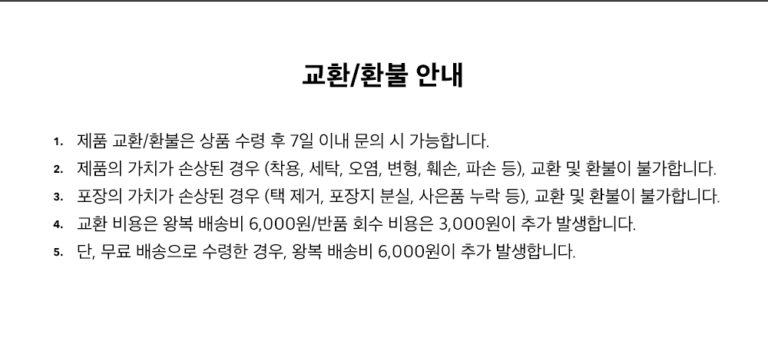 교환/환불 안내
1. 제품 교환/환불은 상품 수령 후 7일 이내 문의 시 가능합니다.
2. 제품의 가치가 손상된 경우 (착용, 세탁, 오염, 변형, 훼손, 파손 등), 교환 및 환불이 불가합니다.
3. 포장의 가치가 손상된 경우 (택 제거, 포장지 분실, 사은품 누락 등), 교환 및 환불이 불가합니다.
4. 교환 비용은 왕복 배송비 6,000원/반품 회수 비용은 3,000원이 추가 발생합니다.
5. 단, 무료 배송으로 수령한 경우, 왕복 배송비 6,000원이 추가 발생합니다.